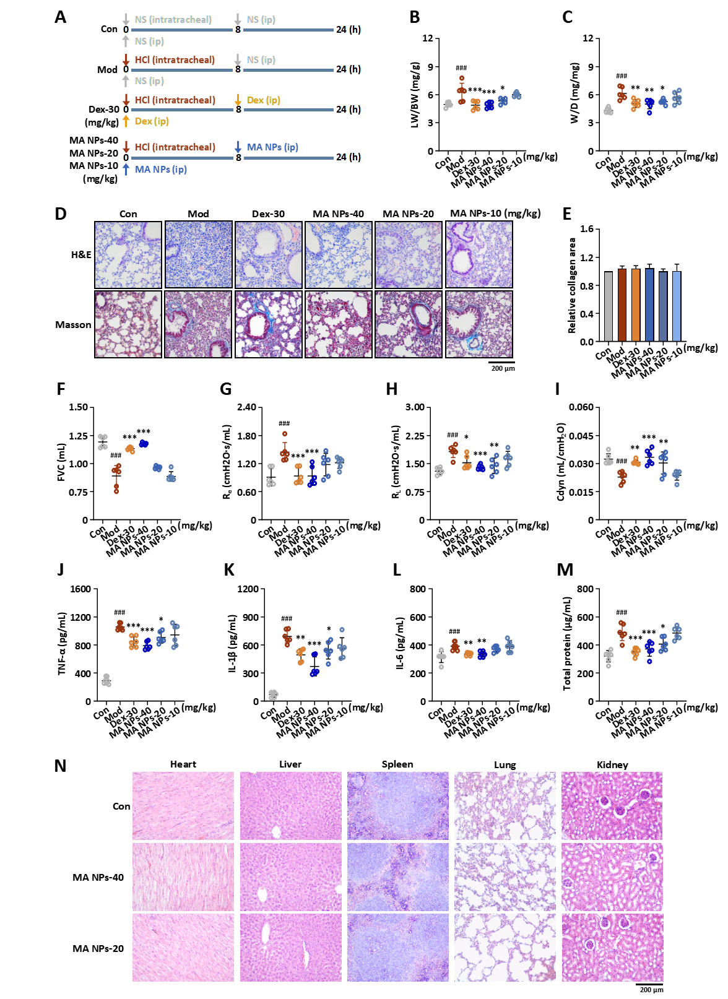 A
NS (intratracheal)
NS (ip)
Con
0
8
24 (h)
NS (ip)
HCl (intratracheal)
NS (ip)
Mod
0
8
24 (h)
NS (ip)
HCl (intratracheal)
Dex (ip)
Dex-30
0
8
24 (h)
(mg/kg)
Dex (ip)
MA NPs-40
MA NPs-20
MA NPs-10
(mg/kg)
HCl (intratracheal)
MA NPs (ip)
0
8
24 (h)
MA NPs (ip)
B
LW/BW (mg/g)
12
9
6
3
0
###
***
***
*
Con
Mod
Dex-30
MA NPs-40
MA NPs-20
MA NPs-10
(mg/kg)
C
W/D (mg/mg)
12
9
6
3
0
###
**
**
*
Con
Mod
Dex-30
MA NPs-40
MA NPs-20
MA NPs-10
(mg/kg)
D
Con
Mod
Dex-30
MA NPs-40
MA NPs-20
MA NPs-10 (mg/kg)
H&E
Masson
200 μm
E
Relative collagen area
1.6
1.2
0.8
0.4
0.0
Con
Mod
Dex-30
MA NPs-40
MA NPs-20
MA NPs-10
(mg/kg)
F
FVC (mL)
1.50
1.25
1.00
0.75
0
###
***
***
Con
Mod
Dex-30
MA NPs-40
MA NPs-20
MA NPs-10
(mg/kg)
G
Re (cmH2O·s/mL)
2.40
1.80
1.20
0.60
0
###
***
***
Con
Mod
Dex-30
MA NPs-40
MA NPs-20
MA NPs-10
(mg/kg)
H
RL (cmH2O·s/mL)
3.00
2.25
1.50
0.75
0
###
*
***
**
Con
Mod
Dex-30
MA NPs-40
MA NPs-20
MA NPs-10
(mg/kg)
I
Cdyn (mL/cmH2O)
0.060
0.045
0.030
0.015
0
###
**
***
**
Con
Mod
Dex-30
MA NPs-40
MA NPs-20
MA NPs-10
(mg/kg)
J
TNF-α (pg/mL)
1600
1200
800
400
0
###
***
***
*
Con
Mod
Dex-30
MA NPs-40
MA NPs-20
MA NPs-10
(mg/kg)
K
IL-1β (pg/mL)
1200
900
600
300
0
###
**
***
*
Con
Mod
Dex-30
MA NPs-40
MA NPs-20
MA NPs-10
(mg/kg)
L
IL-6 (pg/mL)
800
600
400
200
0
###
**
**
Con
Mod
Dex-30
MA NPs-40
MA NPs-20
MA NPs-10
(mg/kg)
M
Total protein (μg/mL)
800
600
400
200
0
###
***
***
*
Con
Mod
Dex-30
MA NPs-40
MA NPs-20
MA NPs-10
(mg/kg)
N
Heart
Liver
Spleen
Lung
Kidney
Con
MA NPs-40
MA NPs-20
200 μm